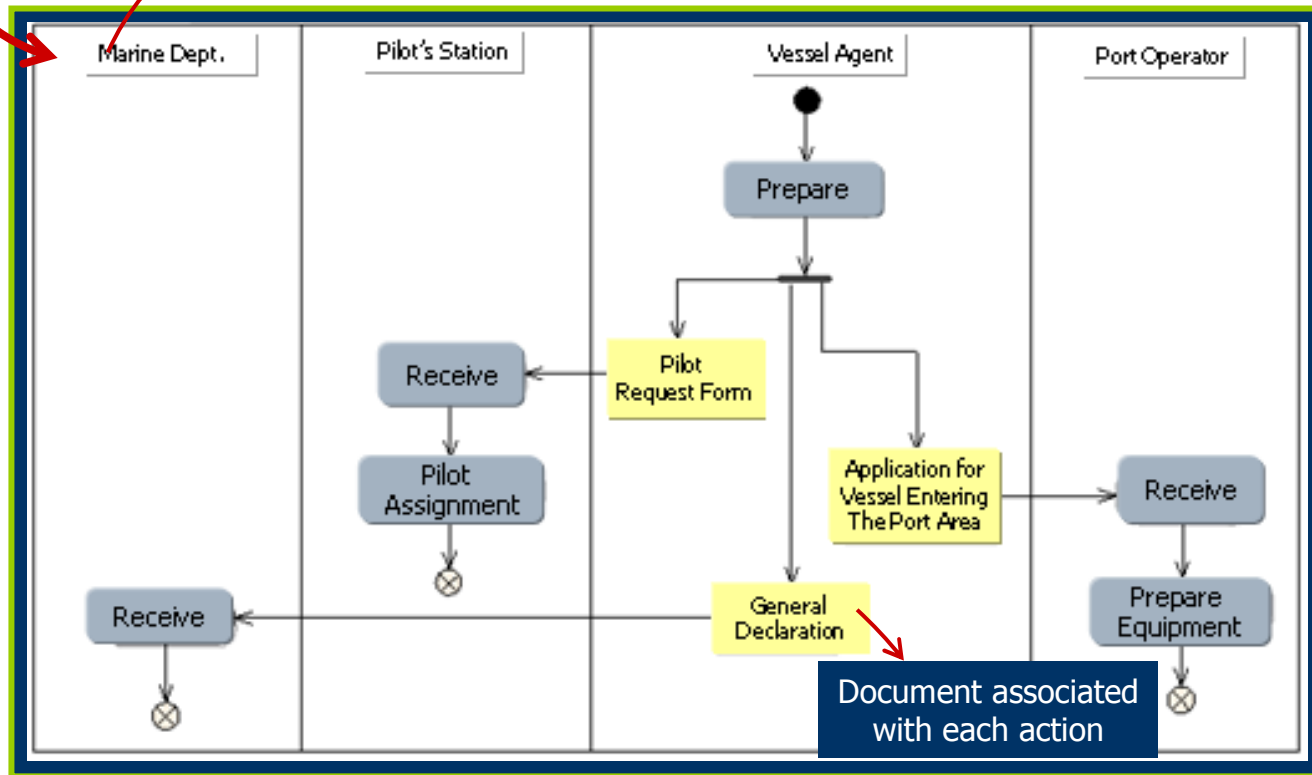 Marine Dept.
Pilot's Station
Vessel Agent
Port Operator
Prepare
Pilot
Request Form
Receive
Pilot
Assignment
Application for
Vessel Entering
The Port Area
Receive
Prepare
Equipment
General
Declaration
Receive
Document associated
with each action